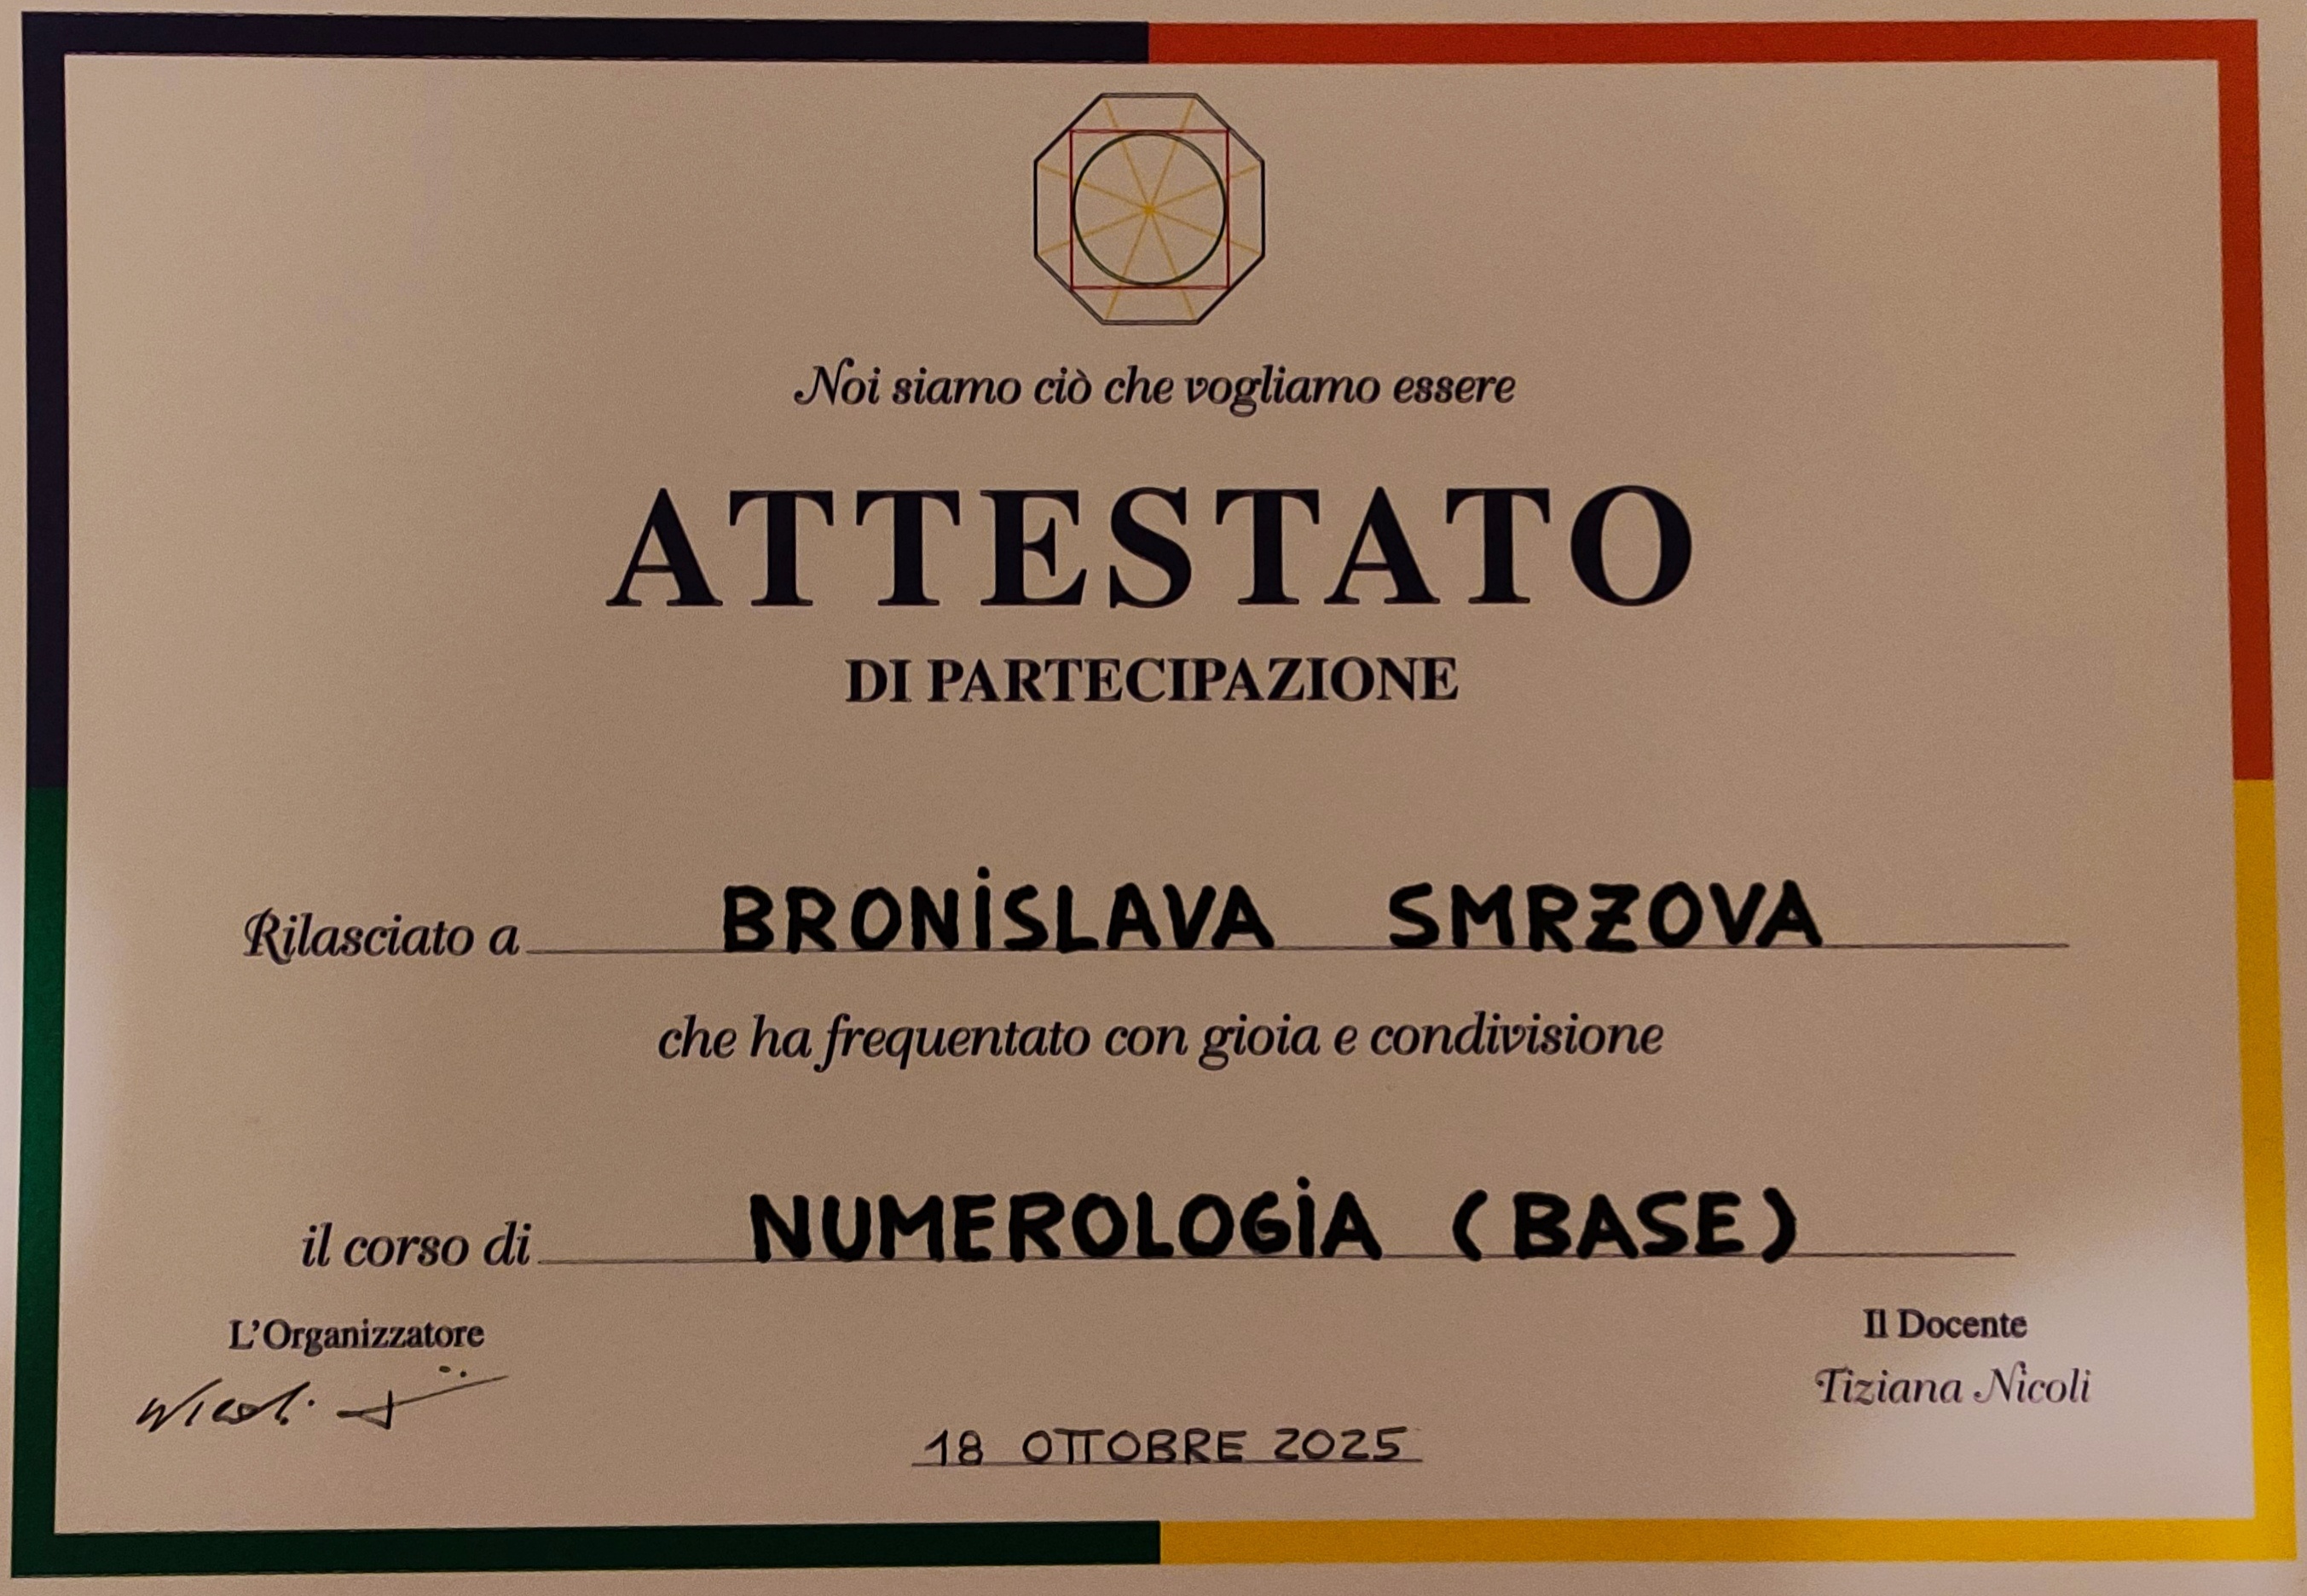 Noi siamo ciò che vogliamo essere
ATTESTATO
DI PARTECIPAZIONE
Rilasciato a BRONISLAVA SMRZOVA
che ha frequentato con gioia e condivisione
il corso di NUMEROLOGIA (BASE)
L'Organizzatore
Il Docente
Nicoli
Tiziana Nicoli
18 OTTOBRE 2025